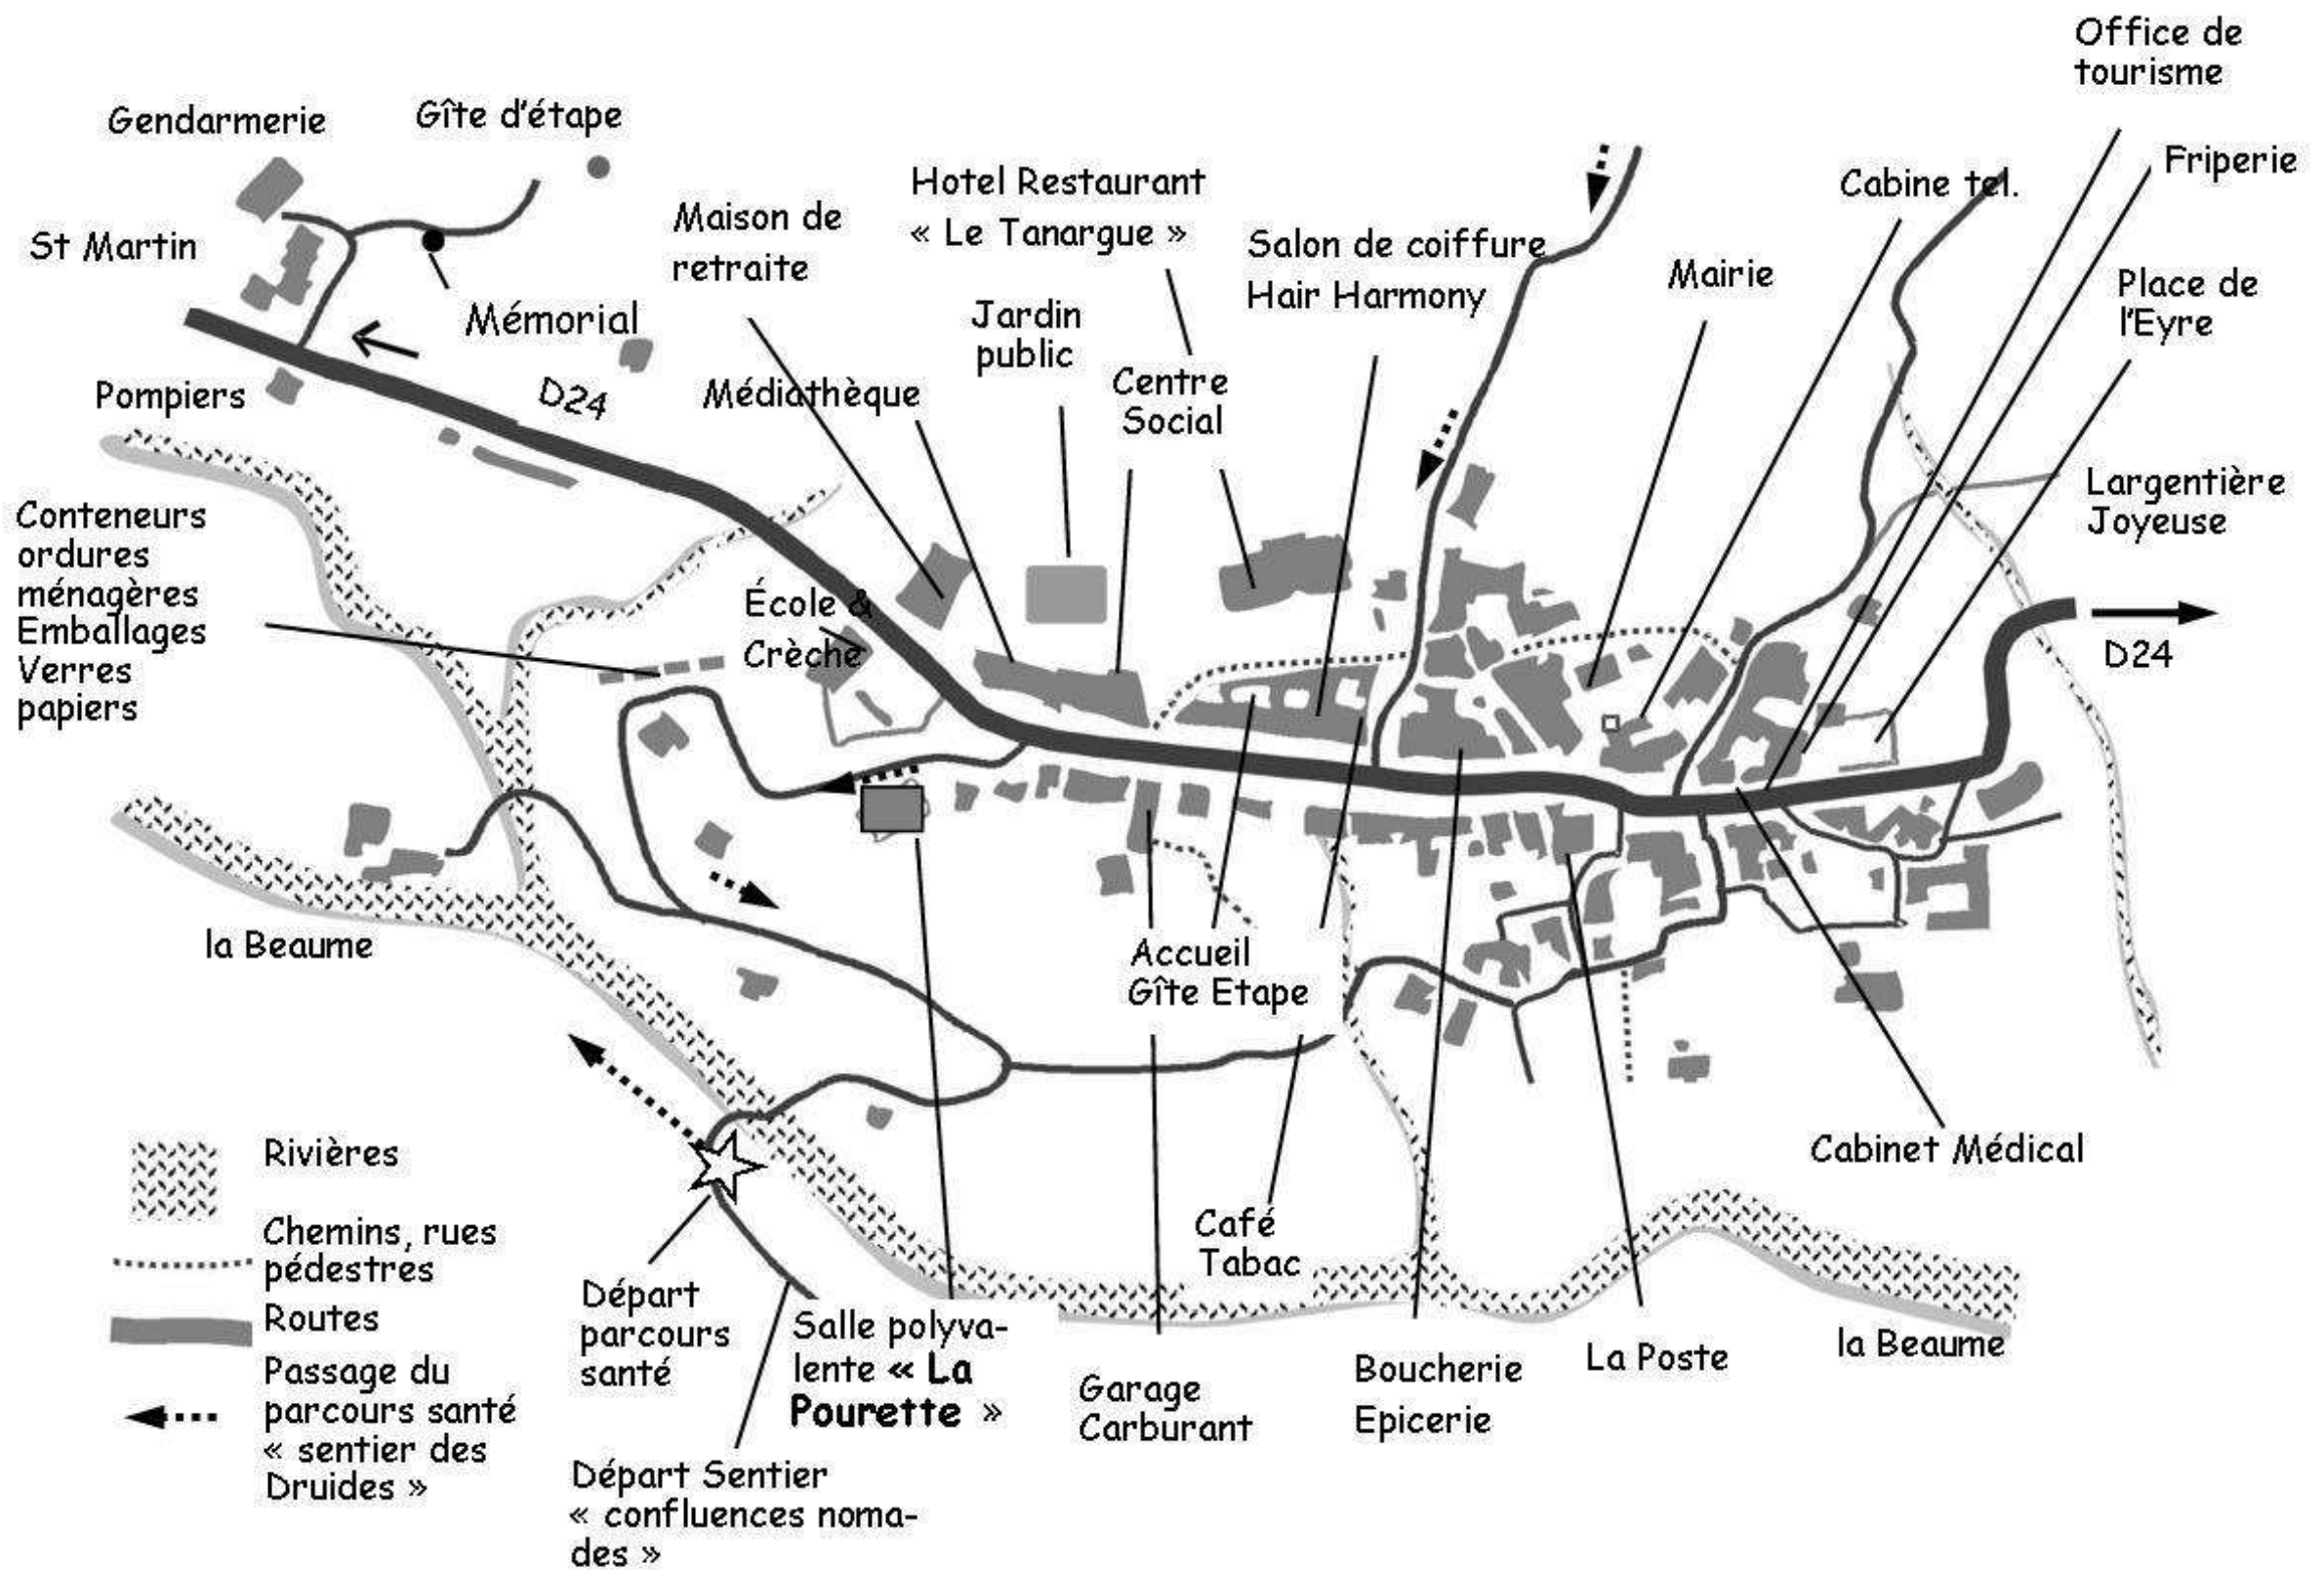 Office de
tourisme
Gendarmerie
Gîte d'étape
Friperie
Hotel Restaurant
« Le Tanargue »
Cabine tel.
Maison de
retraite
St Martin
Salon de coiffure
Hair Harmony
Mairie
Place de
l'Eyre
Mémorial
Jardin
public
Pompiers
D24
Médiathèque
Centre
Social
Largentière
Joyeuse
Conteneurs
ordures
ménagères
Emballages
Verres
papiers
École &
Crèche
D24
la Beaume
Accueil
Gîte Etape
Cabinet Médical
Rivières
Chemins, rues
pédestres
Routes
Passage du
parcours santé
« sentier des
Druides »
Café
Tabac
Départ
parcours
santé
Salle polyva-
lente « La
Pourette »
Garage
Carburant
Boucherie
Epicerie
La Poste
la Beaume
Départ Sentier
« confluences noma-
des »